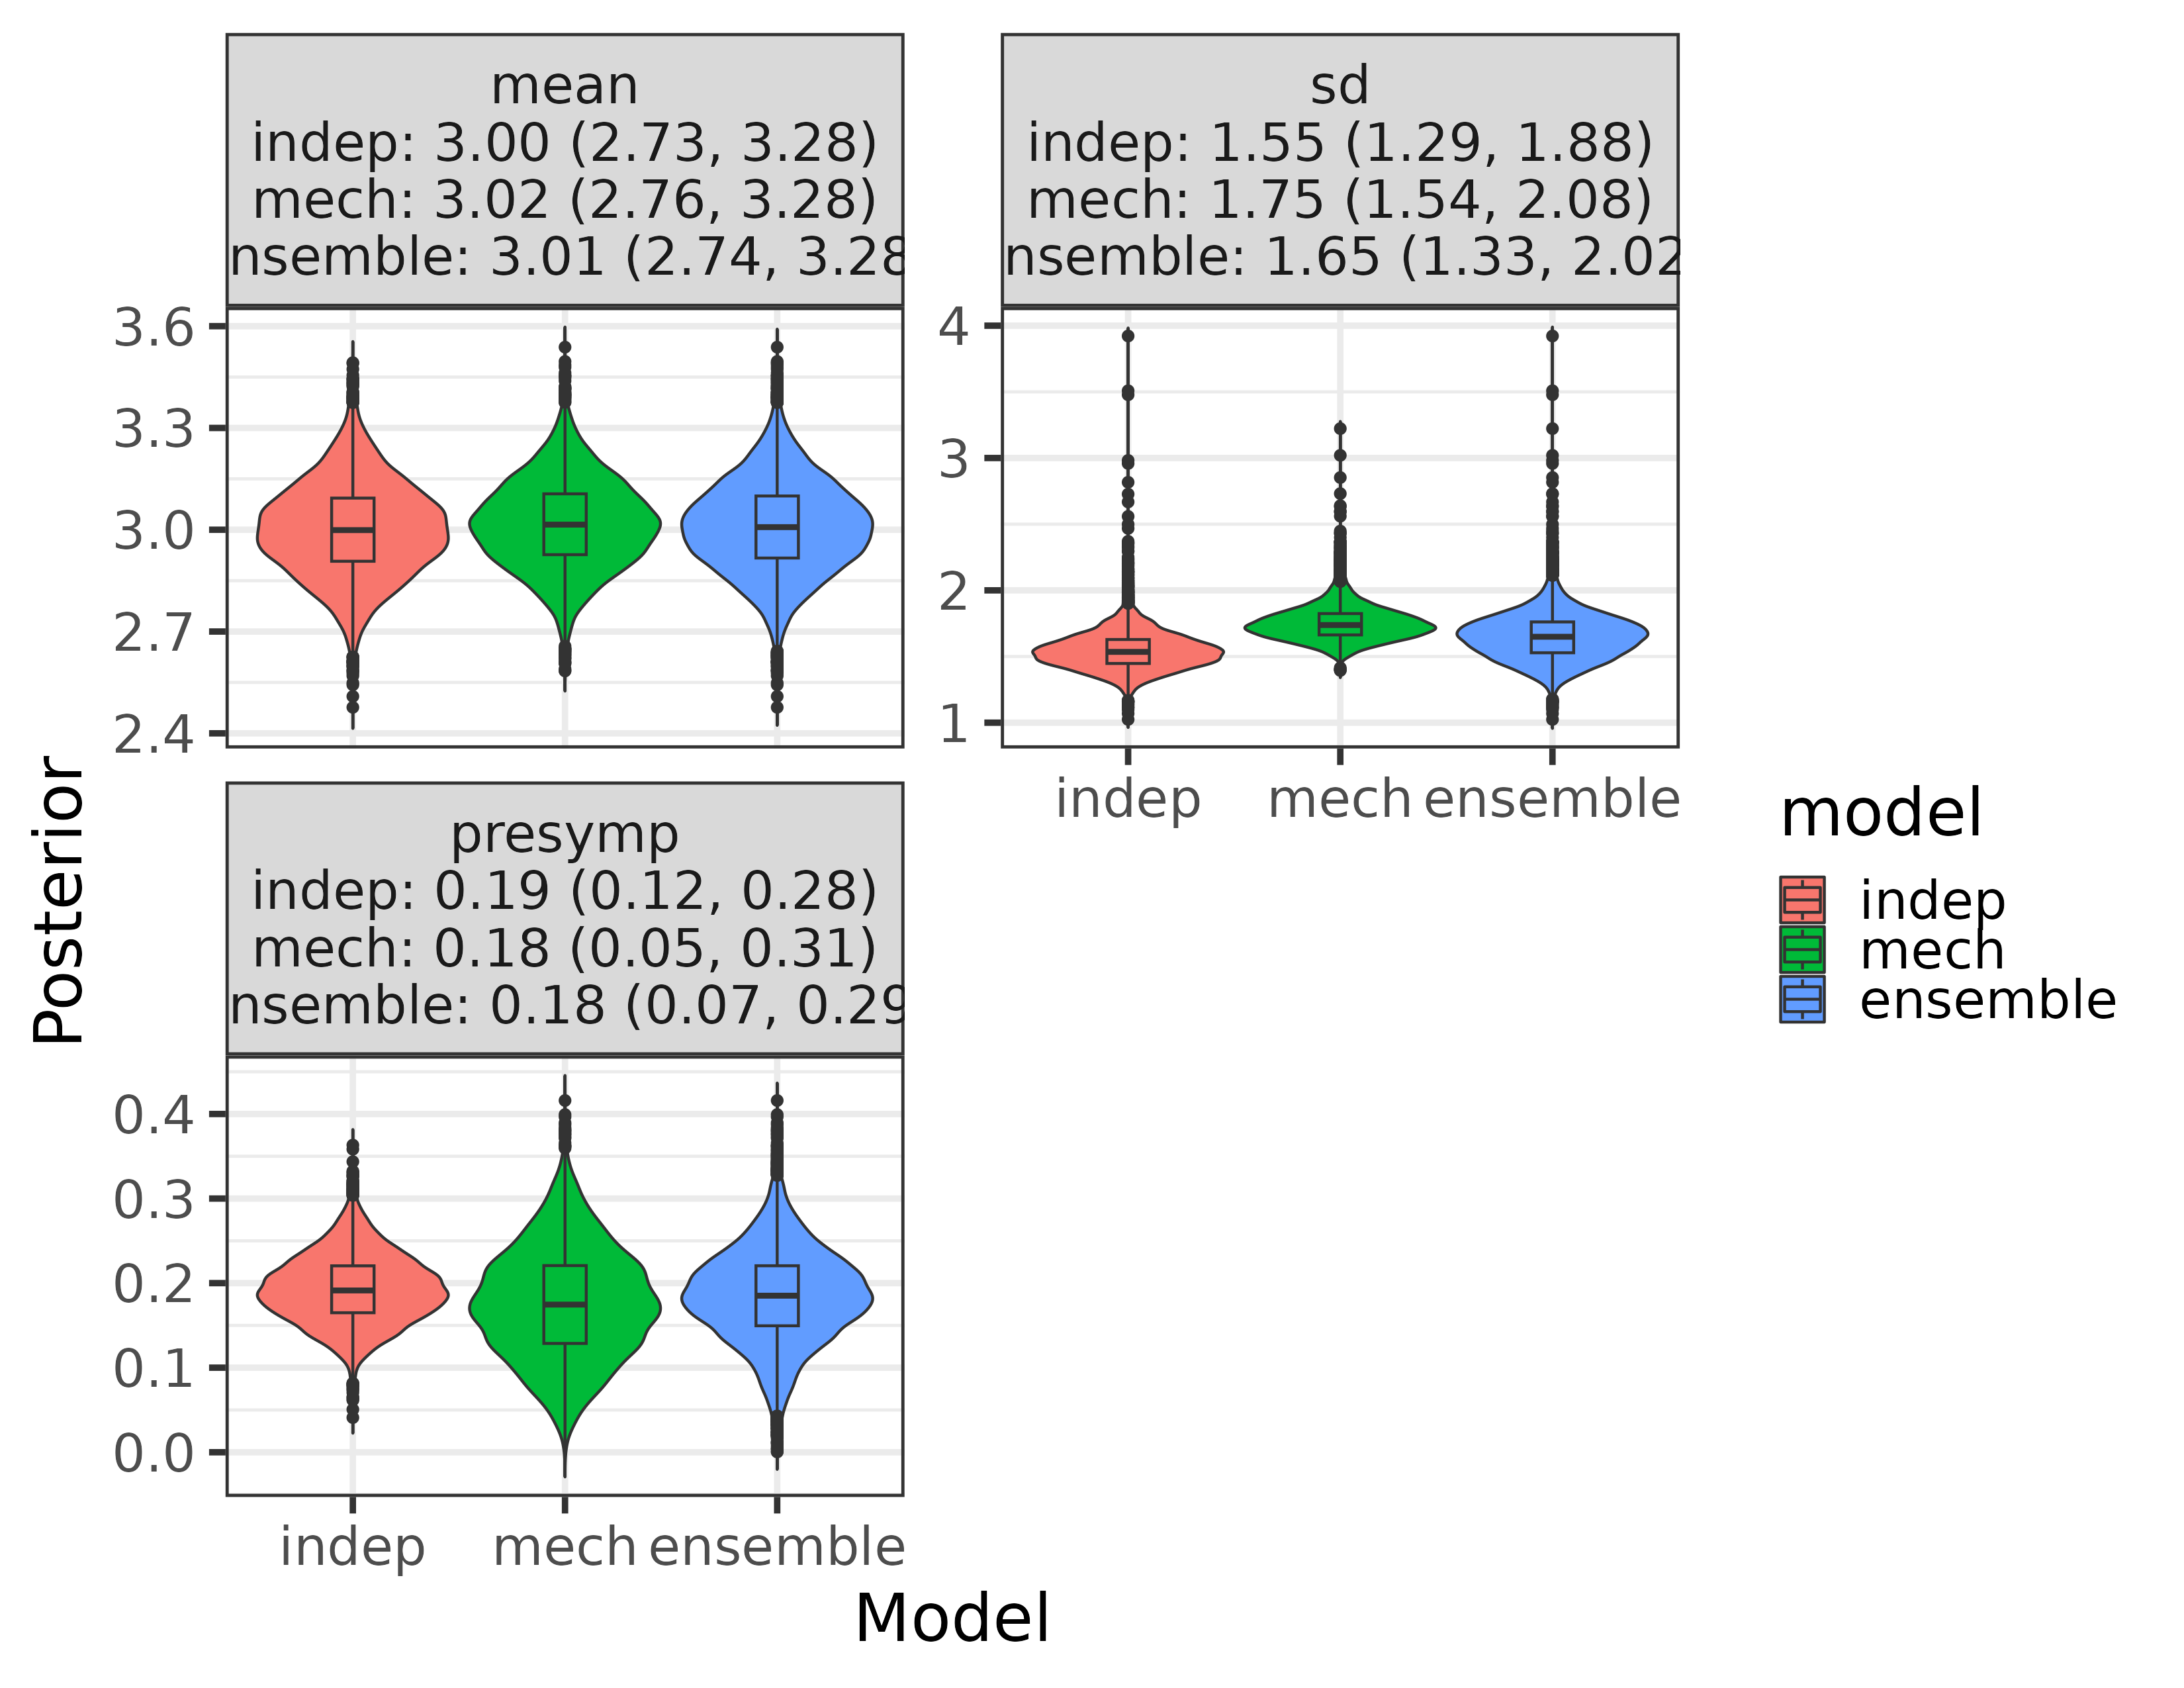 mean
indep: 3.00 (2.73, 3.28)
mech: 3.02 (2.76, 3.28)
nsemble: 3.01 (2.74, 3.28
sd
indep: 1.55 (1.29, 1.88)
mech: 1.75 (1.54, 2.08)
nsemble: 1.65 (1.33, 2.02
3.6
3.3
3.0
2.7
2.4
4
3
2
1
indep mech ensemble
presymp
indep: 0.19 (0.12, 0.28)
mech: 0.18 (0.05, 0.31)
nsemble: 0.18 (0.07, 0.29
0.4
0.3
0.2
0.1
0.0
indep mech ensemble
Posterior
Model
model
indep
mech
ensemble